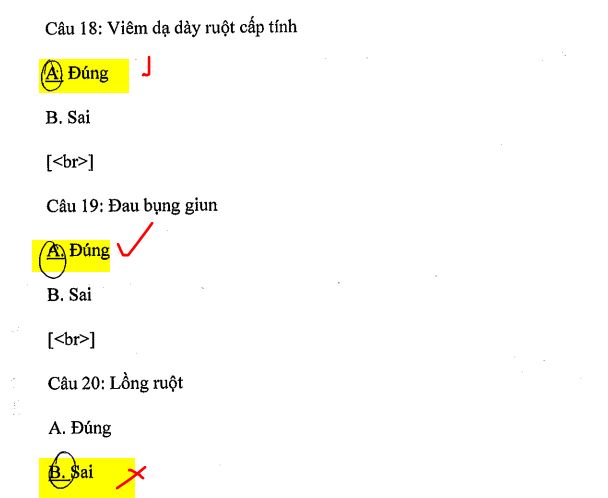 Câu 18: Viêm dạ dày ruột cấp tính
A. Đúng
B. Sai
[<br>]
Câu 19: Đau bụng giun
A. Đúng
B. Sai
[<br>]
Câu 20: Lồng ruột
A. Đúng
B. Sai